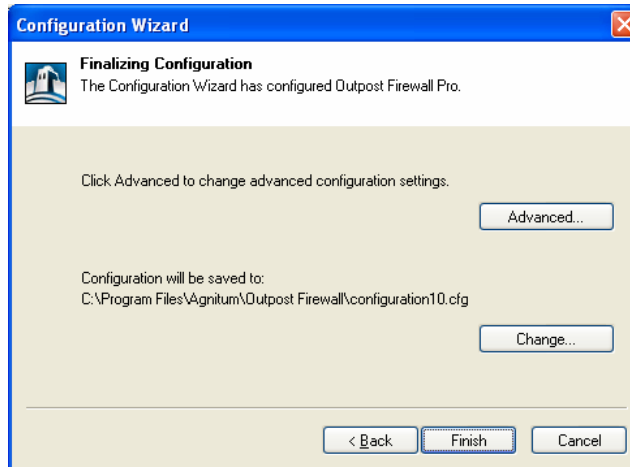 Configuration Wizard
Finalizing Configuration
The Configuration Wizard has configured Outpost Firewall Pro.
Click Advanced to change advanced configuration settings.
Advanced...
Configuration will be saved to:
C:\Program Files\Agnitum\Outpost Firewall\configuration10.cfg
Change...
< Back Finish Cancel